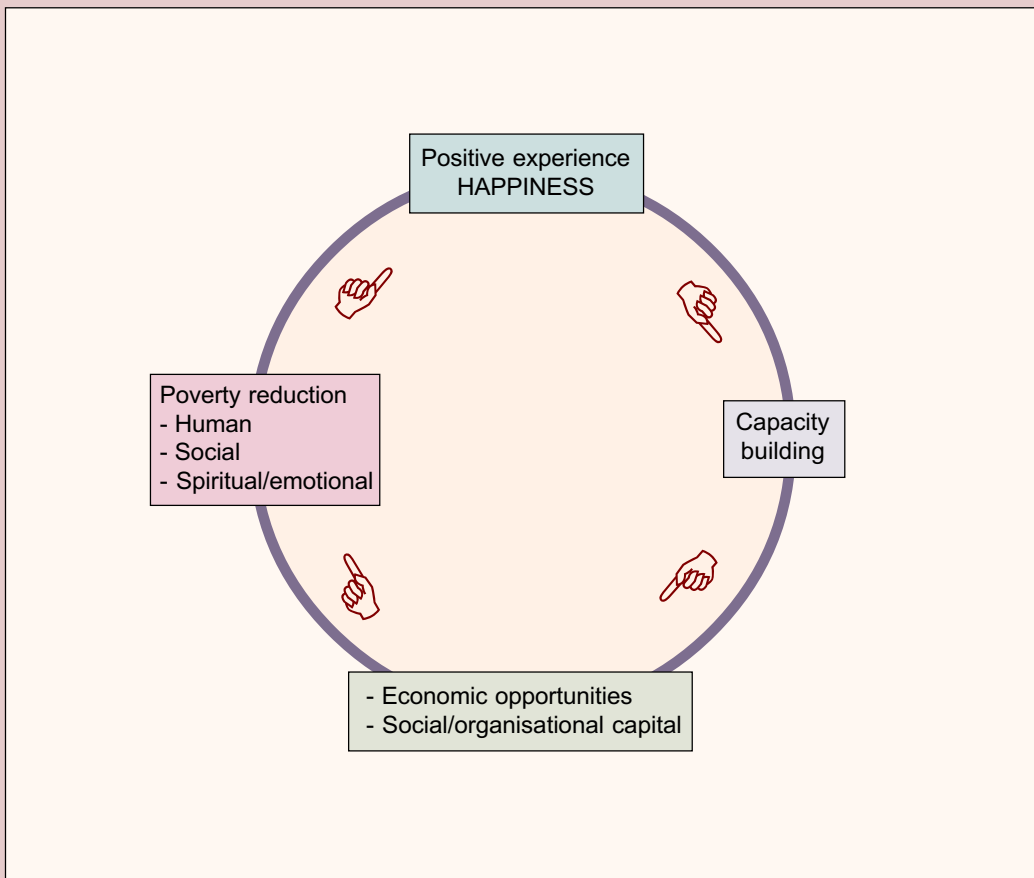 Positive experience
HAPPINESS
Poverty reduction
- Human
- Social
- Spiritual/emotional
Capacity
building
- Economic opportunities
- Social/organisational capital